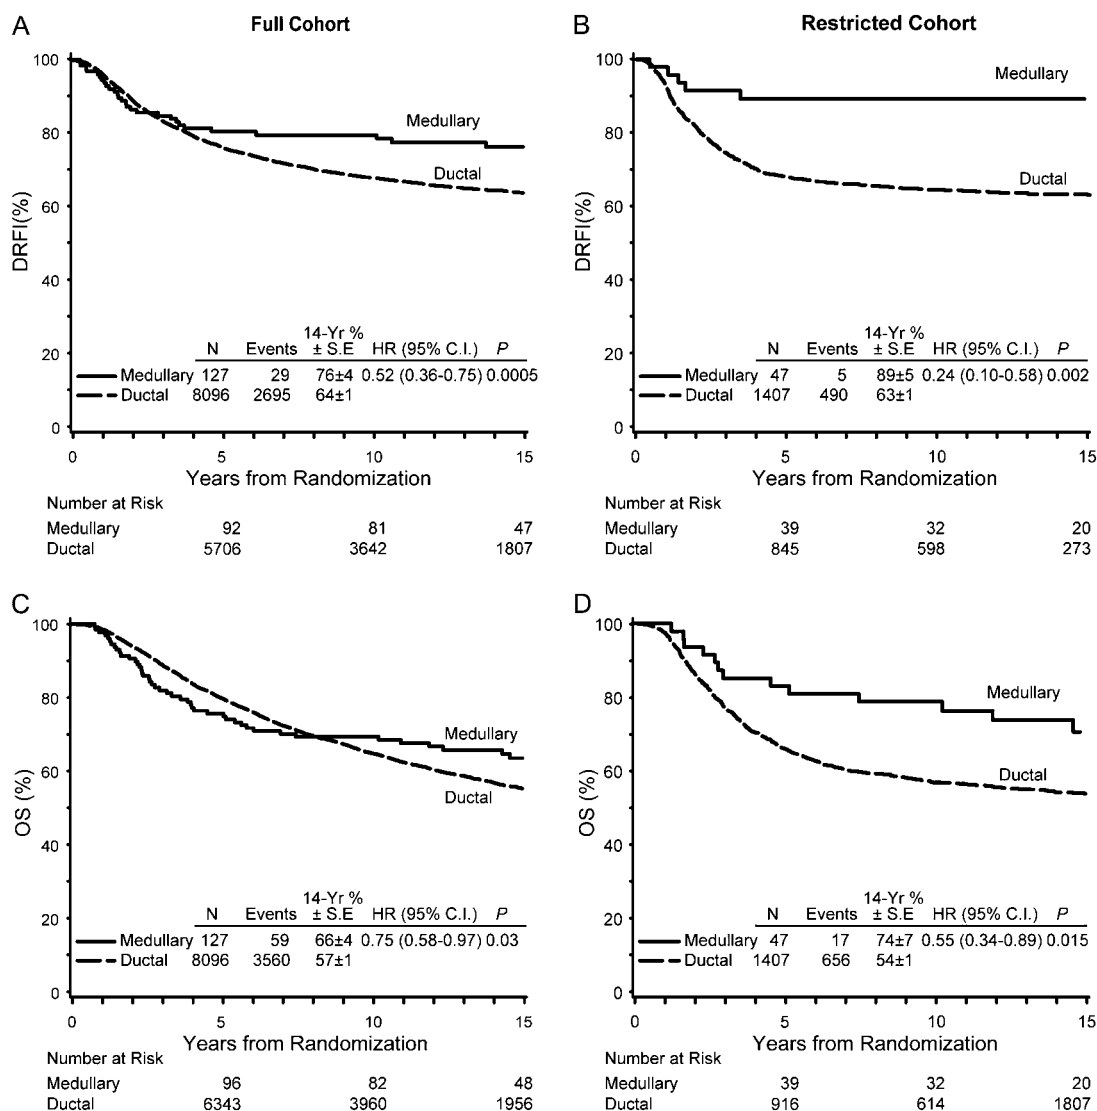 A
Full Cohort
100
80
60
40
20
0
DRFI(%)
Medullary
Ductal
14-Yr %
N Events ± S.E HR (95% C.I.) P
Medullary 127 29 76±4 0.52 (0.36-0.75) 0.0005
Ductal 8096 2695 64±1
0 5 10 15
Years from Randomization
Number at Risk
Medullary 92 81 47
Ductal 5706 3642 1807
B
Restricted Cohort
100
80
60
40
20
0
DRFI(%)
Medullary
Ductal
14-Yr %
N Events ± S.E HR (95% C.I.) P
Medullary 47 5 89±5 0.24 (0.10-0.58) 0.002
Ductal 1407 490 63±1
0 5 10 15
Years from Randomization
Number at Risk
Medullary 39 32 20
Ductal 845 598 273
C
100
80
60
40
20
0
OS (%)
Medullary
Ductal
14-Yr %
N Events ± S.E HR (95% C.I.) P
Medullary 127 59 66±4 0.75 (0.58-0.97) 0.03
Ductal 8096 3560 57±1
0 5 10 15
Years from Randomization
Number at Risk
Medullary 96 82 48
Ductal 6343 3960 1956
D
100
80
60
40
20
0
OS (%)
Medullary
Ductal
14-Yr %
N Events ± S.E HR (95% C.I.) P
Medullary 47 17 74±7 0.55 (0.34-0.89) 0.015
Ductal 1407 656 54±1
0 5 10 15
Years from Randomization
Number at Risk
Medullary 39 32 20
Ductal 916 614 1807